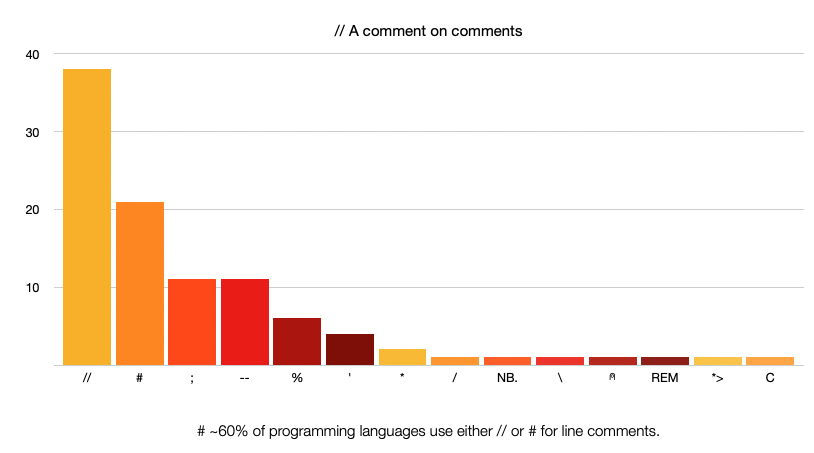 // A comment on comments
40
30
20
10
// # ; -- % ' * / NB. \ ⍝ REM *> C
# ~60% of programming languages use either // or # for line comments.